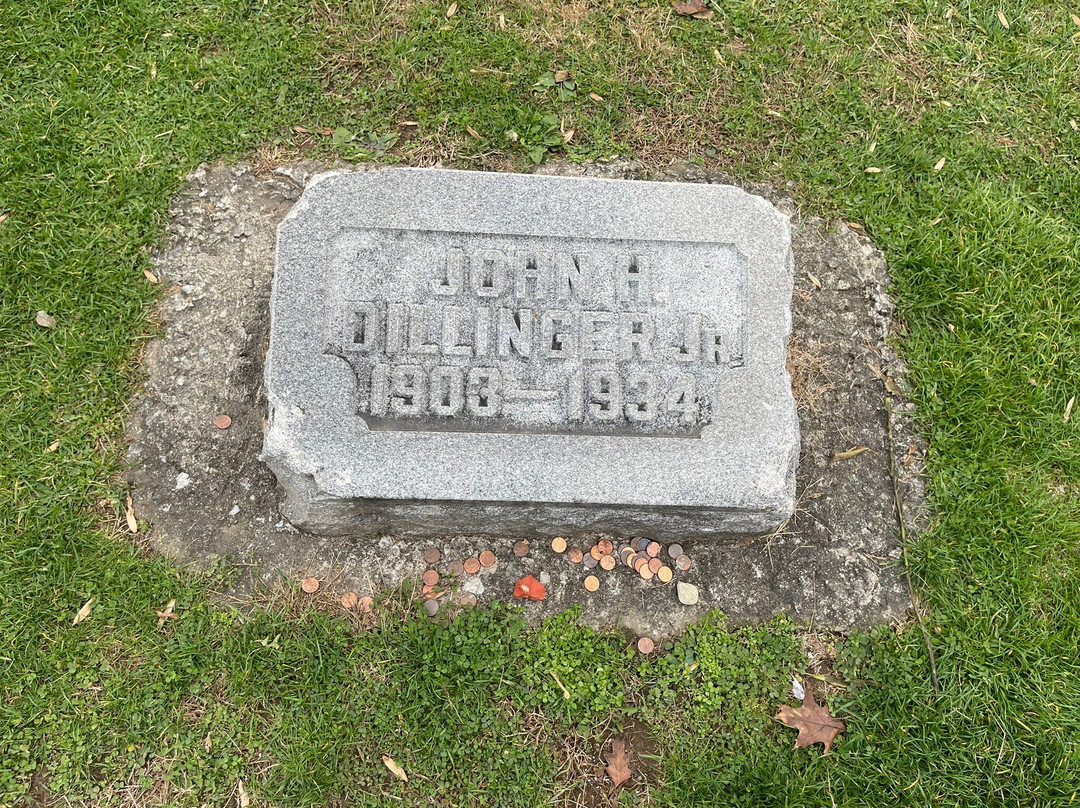 JOHN H.
DILLINGER JR
1903–1934